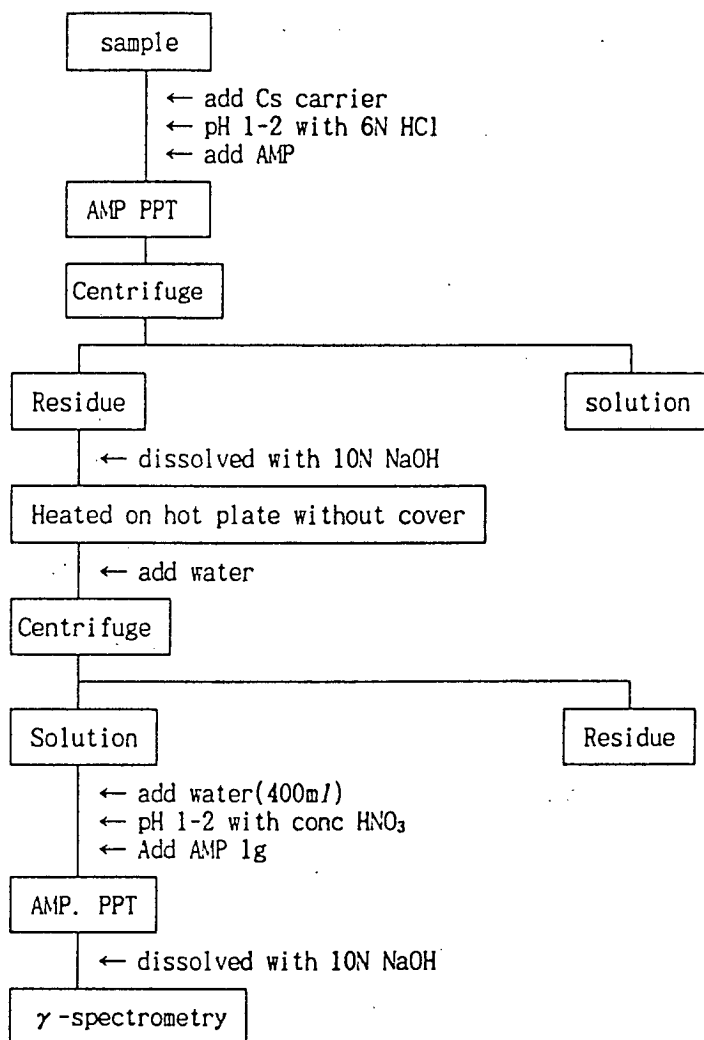 sample
← add Cs carrier
← pH 1-2 with 6N HCl
← add AMP
AMP PPT
Centrifuge
Residue
solution
← dissolved with 10N NaOH
Heated on hot plate without cover
← add water
Centrifuge
Solution
Residue
← add water(400ml)
← pH 1-2 with conc HNO₃
← Add AMP 1g
AMP. PPT
← dissolved with 10N NaOH
γ-spectrometry